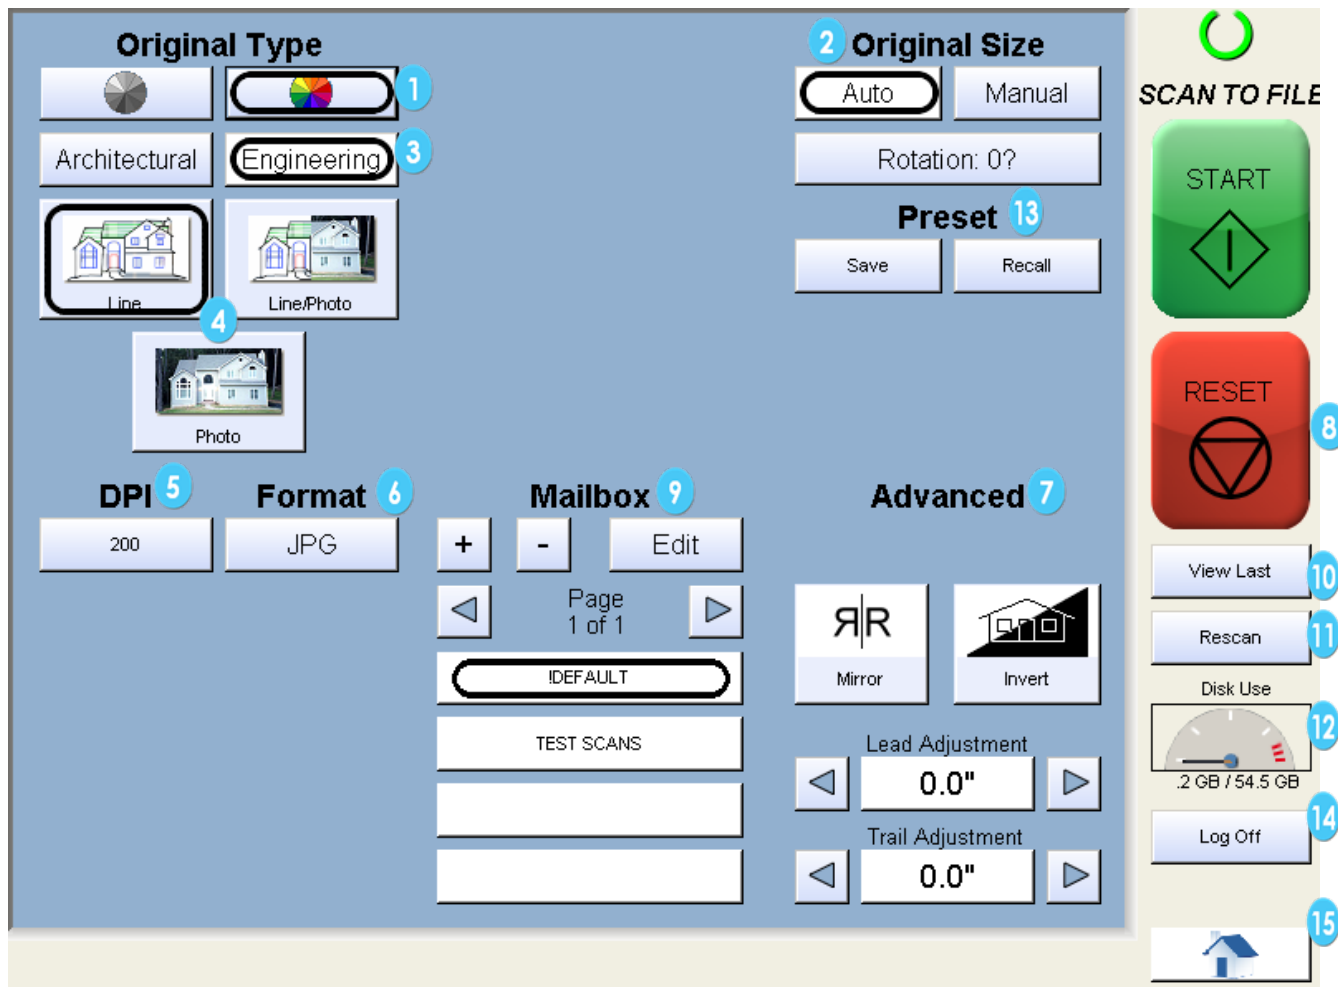 Original Type
1
Architectural
Engineering
3
Line
Line/Photo
4
Photo
2
Original Size
Auto
Manual
Rotation: 0?
Preset
13
Save
Recall
DPI
5
200
Format
6
JPG
Mailbox
9
+
-
Edit
Page
1 of 1
!DEFAULT
TEST SCANS
Advanced
7
R|R
Mirror
Invert
Lead Adjustment
0.0"
Trail Adjustment
0.0"
SCAN TO FILE
START
RESET
8
View Last
10
Rescan
11
Disk Use
12
.2 GB / 54.5 GB
14
Log Off
15